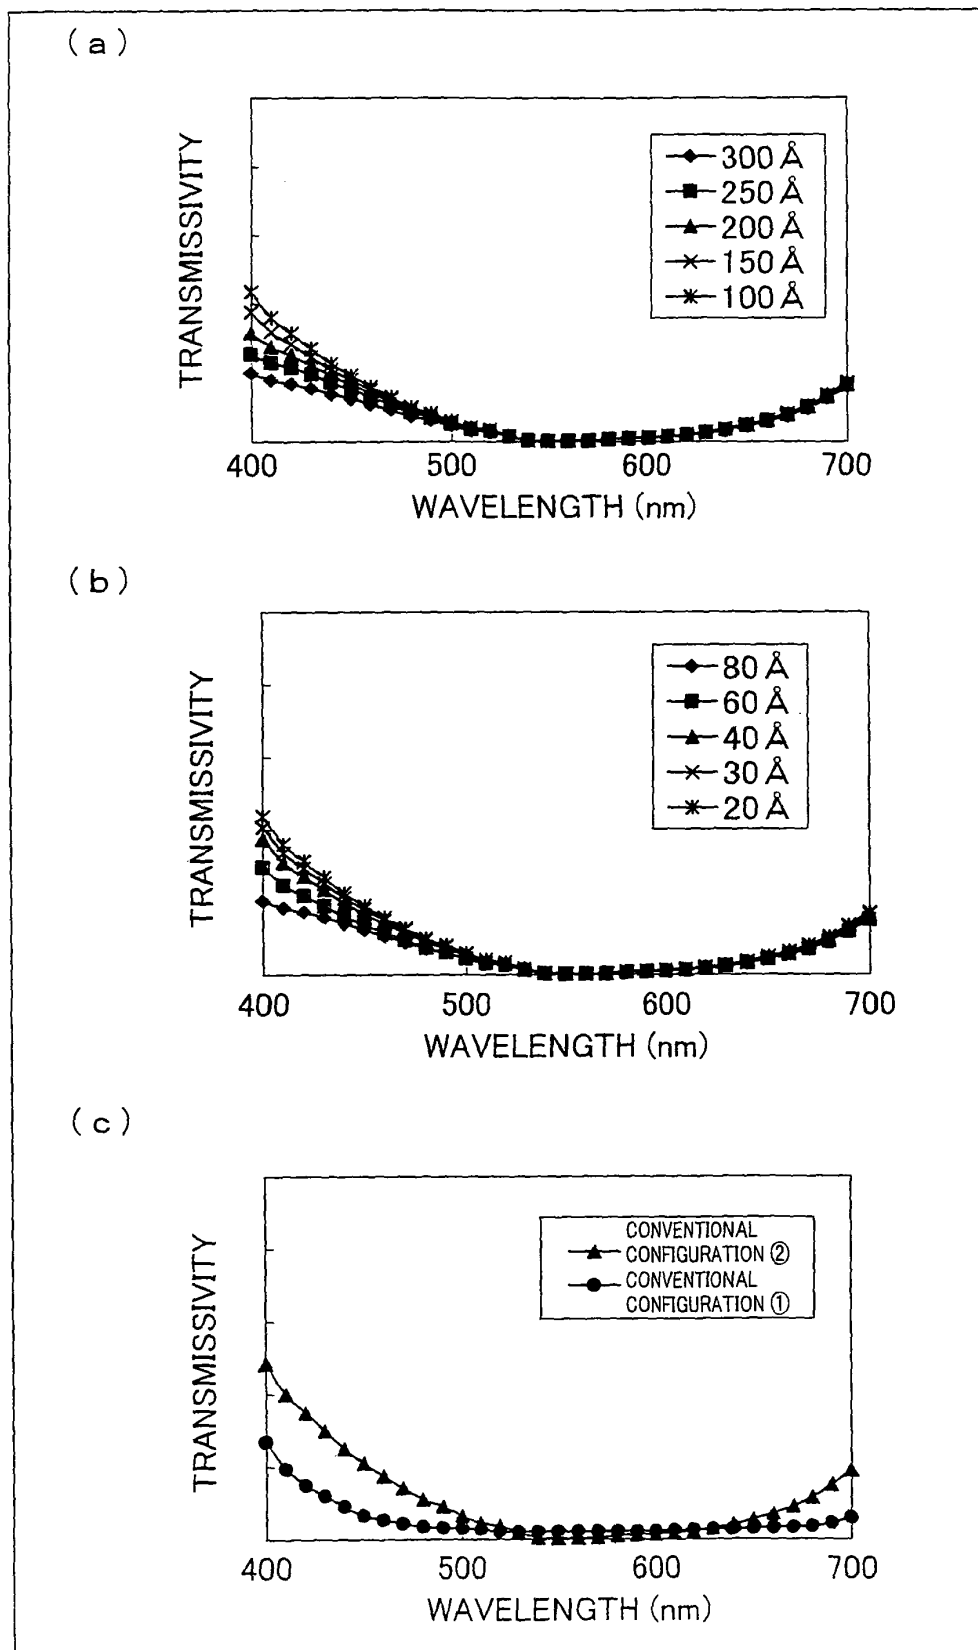 (a)
TRANSMISSIVITY
300 Å
250 Å
200 Å
150 Å
100 Å
400 500 600 700
WAVELENGTH (nm)
(b)
TRANSMISSIVITY
80 Å
60 Å
40 Å
30 Å
20 Å
400 500 600 700
WAVELENGTH (nm)
(c)
TRANSMISSIVITY
CONVENTIONAL
CONFIGURATION ②
CONVENTIONAL
CONFIGURATION ①
400 500 600 700
WAVELENGTH (nm)